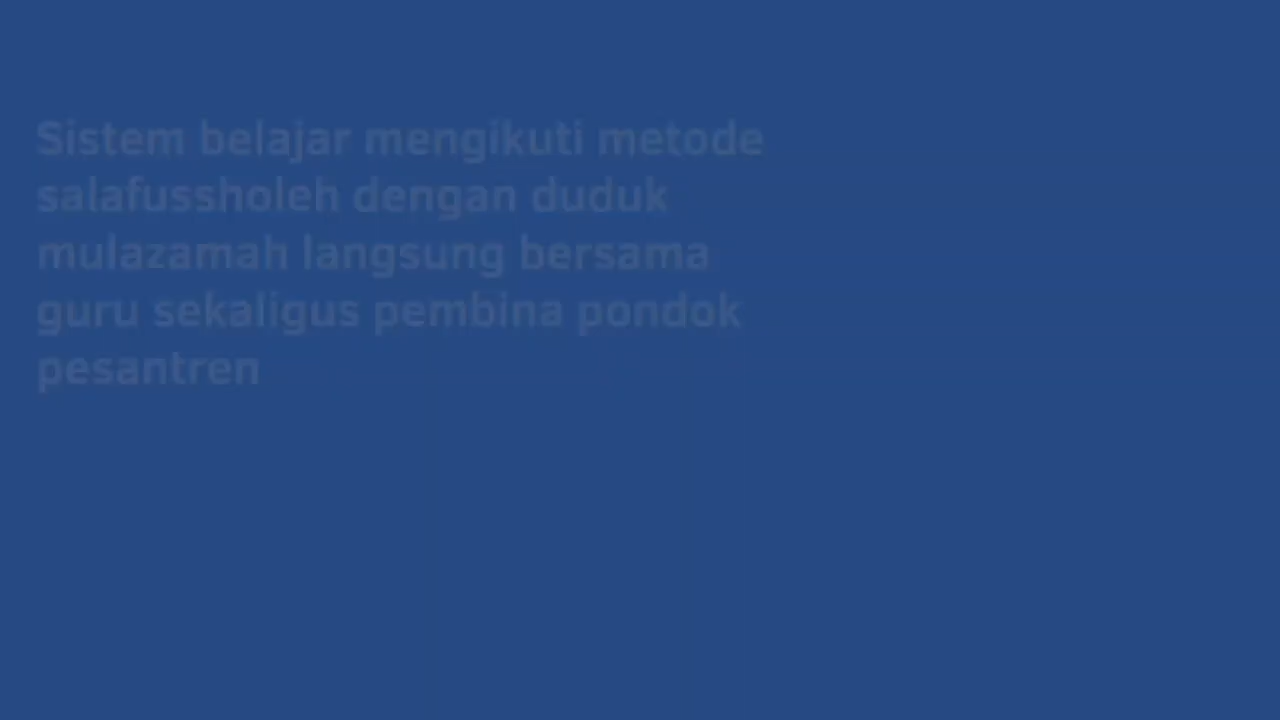 Sistem belajar mengikuti metode
salafussholeh dengan duduk
mulazamah langsung bersama
guru sekaligus pembina pondok
pesantren